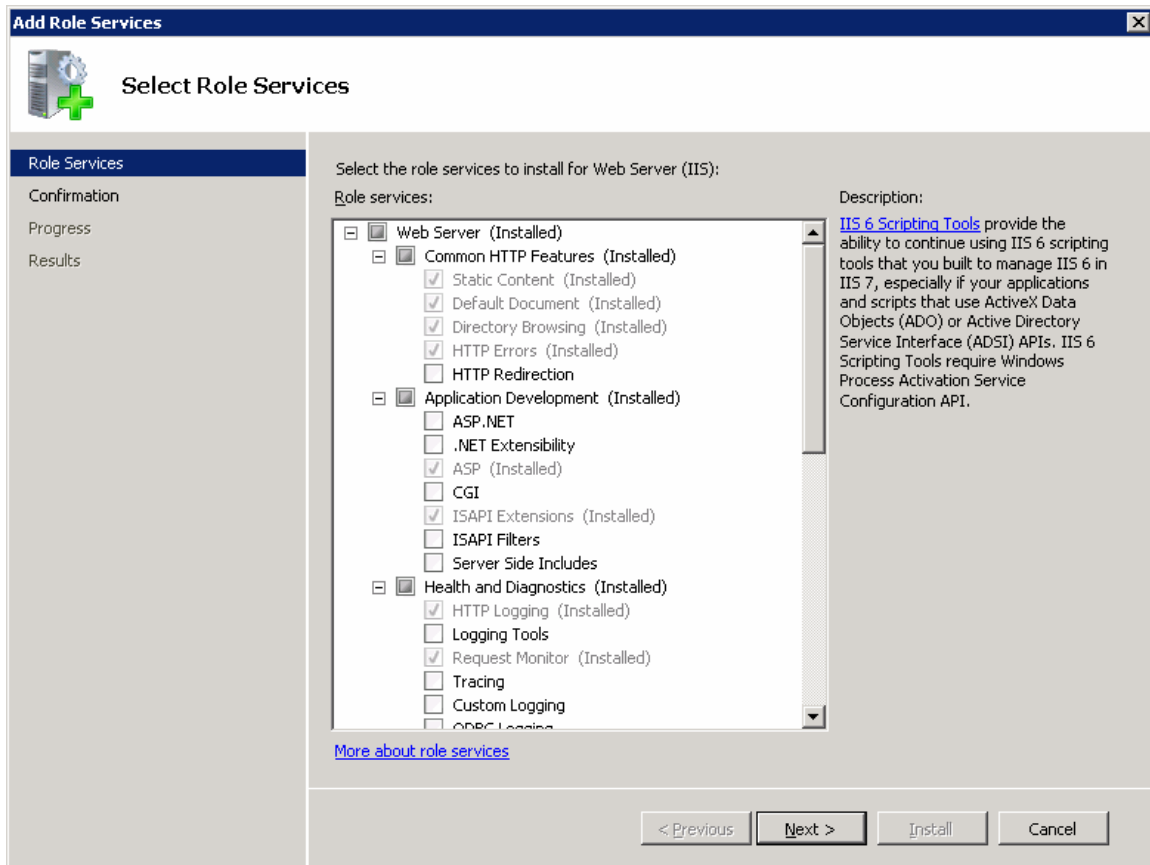 Add Role Services
Select Role Services
Role Services
Confirmation
Progress
Results
Select the role services to install for Web Server (IIS):
Role services:
Web Server (Installed)
Common HTTP Features (Installed)
Static Content (Installed)
Default Document (Installed)
Directory Browsing (Installed)
HTTP Errors (Installed)
HTTP Redirection
Application Development (Installed)
ASP.NET
.NET Extensibility
ASP (Installed)
CGI
ISAPI Extensions (Installed)
ISAPI Filters
Server Side Includes
Health and Diagnostics (Installed)
HTTP Logging (Installed)
Logging Tools
Request Monitor (Installed)
Tracing
Custom Logging
ODBC Logging
More about role services
Description:
IIS 6 Scripting Tools provide the
ability to continue using IIS 6 scripting
tools that you built to manage IIS 6 in
IIS 7, especially if your applications
and scripts that use ActiveX Data
Objects (ADO) or Active Directory
Service Interface (ADSI) APIs. IIS 6
Scripting Tools require Windows
Process Activation Service
Configuration API.
< Previous
Next >
Install
Cancel